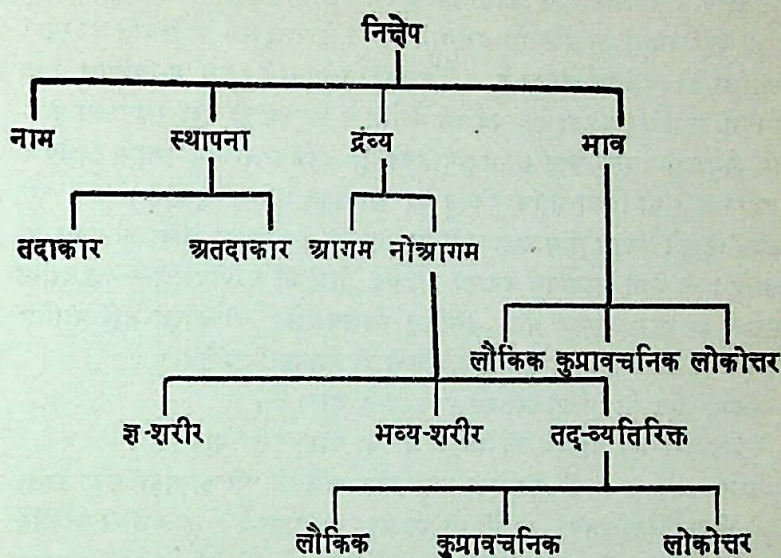 निक्षेप
नाम स्थापना द्रव्य भाव
तदाकार अतदाकार आगम नोआगम
लौकिक कुप्रावचनिक लोकोत्तर
ज्ञ-शरीर भव्य-शरीर तद्-व्यतिरिक्त
लौकिक कुप्रावचनिक लोकोत्तर